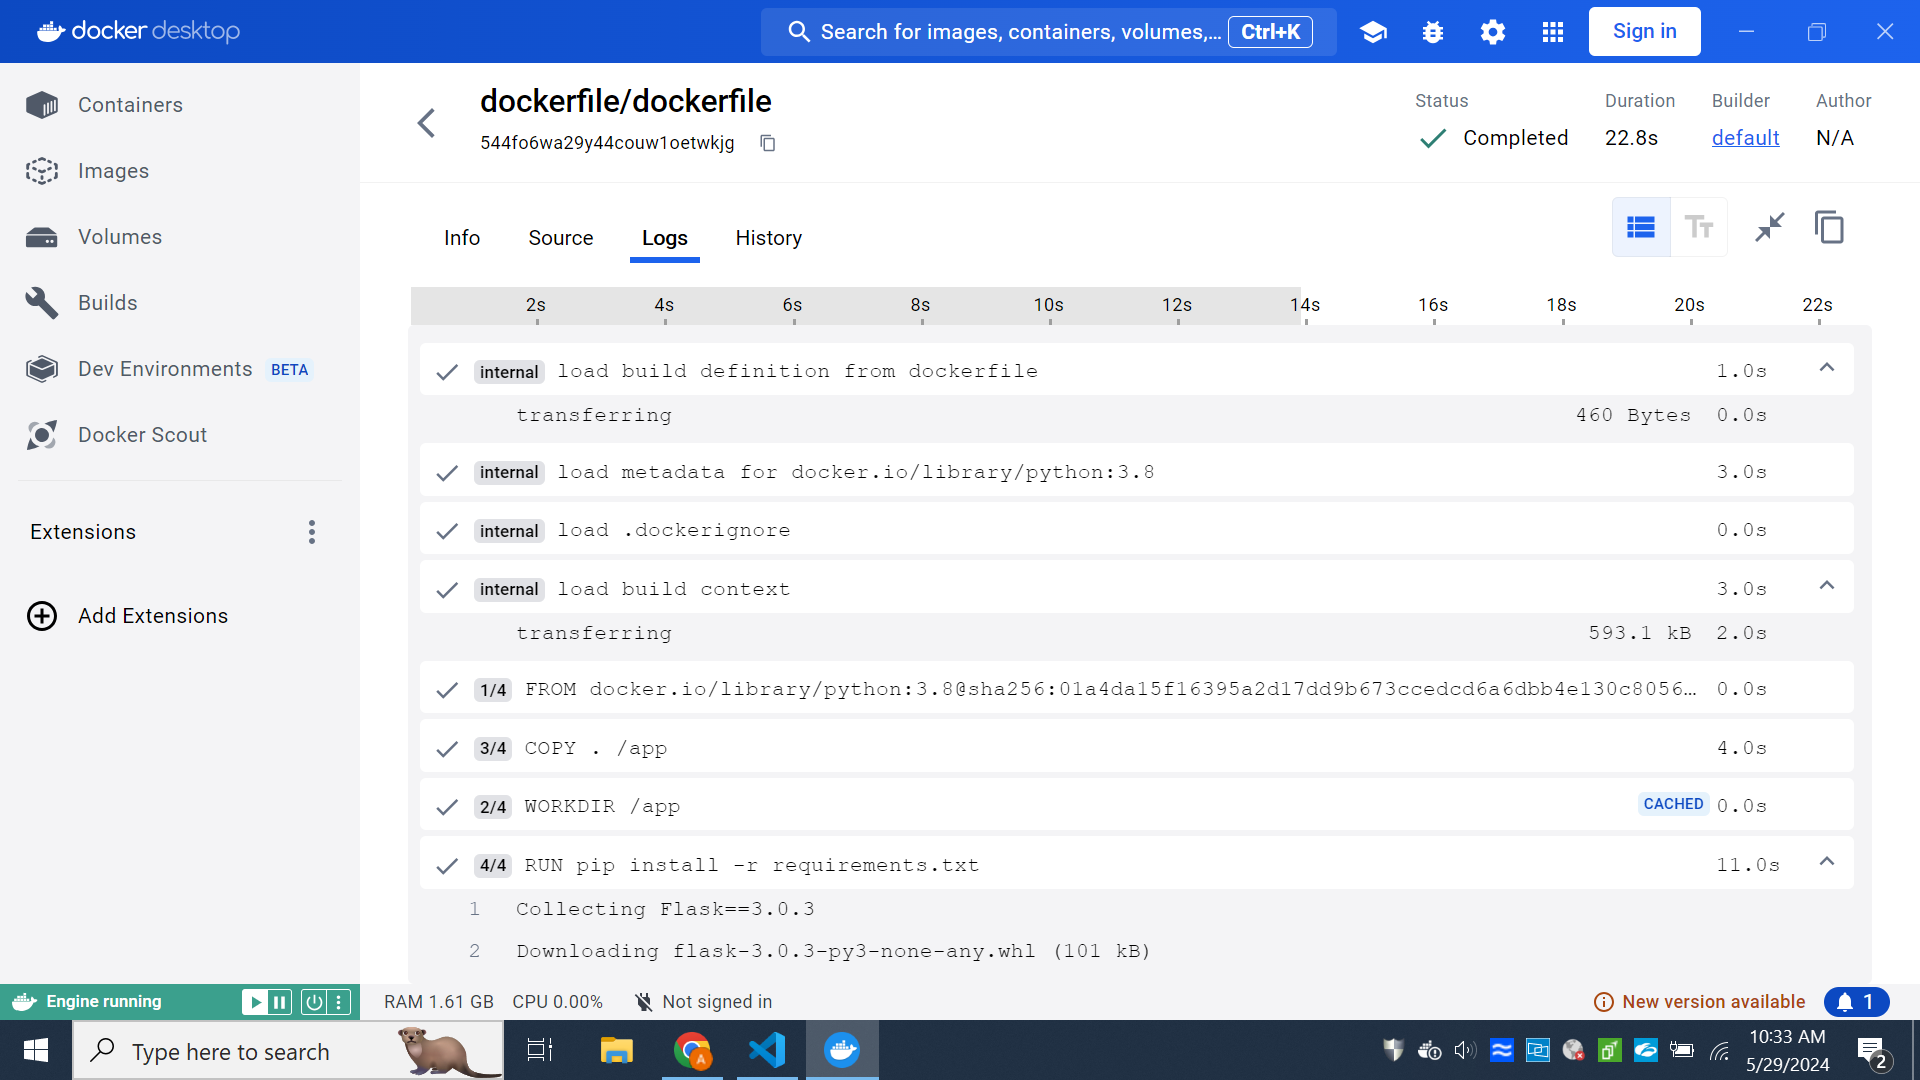 docker desktop
Search for images, containers, volumes,... Ctrl+K
Sign in
Containers
Images
Volumes
Builds
Dev Environments BETA
Docker Scout
Extensions
Add Extensions
dockerfile/dockerfile
544fo6wa29y44couw1oetwkjg
Status
Completed
Duration
22.8s
Builder
default
Author
N/A
Info Source Logs History
2s 4s 6s 8s 10s 12s 14s 16s 18s 20s 22s
internal load build definition from dockerfile 1.0s
transferring 460 Bytes 0.0s
internal load metadata for docker.io/library/python:3.8 3.0s
internal load .dockerignore 0.0s
internal load build context 3.0s
transferring 593.1 kB 2.0s
1/4 FROM docker.io/library/python:3.8@sha256:01a4da15f16395a2d17dd9b673ccedcd6a6dbb4e130c8056... 0.0s
3/4 COPY . /app 4.0s
2/4 WORKDIR /app CACHED 0.0s
4/4 RUN pip install -r requirements.txt 11.0s
1 Collecting Flask==3.0.3
2 Downloading flask-3.0.3-py3-none-any.whl (101 kB)
Engine running
RAM 1.61 GB CPU 0.00% Not signed in
New version available 1
Type here to search
A
10:33 AM
5/29/2024
2